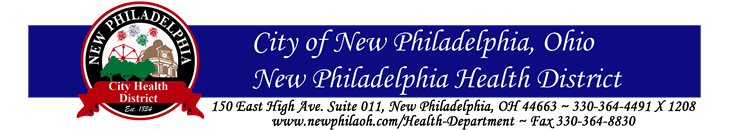 NEW PHILADELPHIA
City Health
District
Est. 1854
City of New Philadelphia, Ohio
New Philadelphia Health District
150 East High Ave. Suite 011, New Philadelphia, OH 44663 ~ 330-364-4491 X 1208
www.newphilaoh.com/Health-Department ~ Fax 330-364-8830